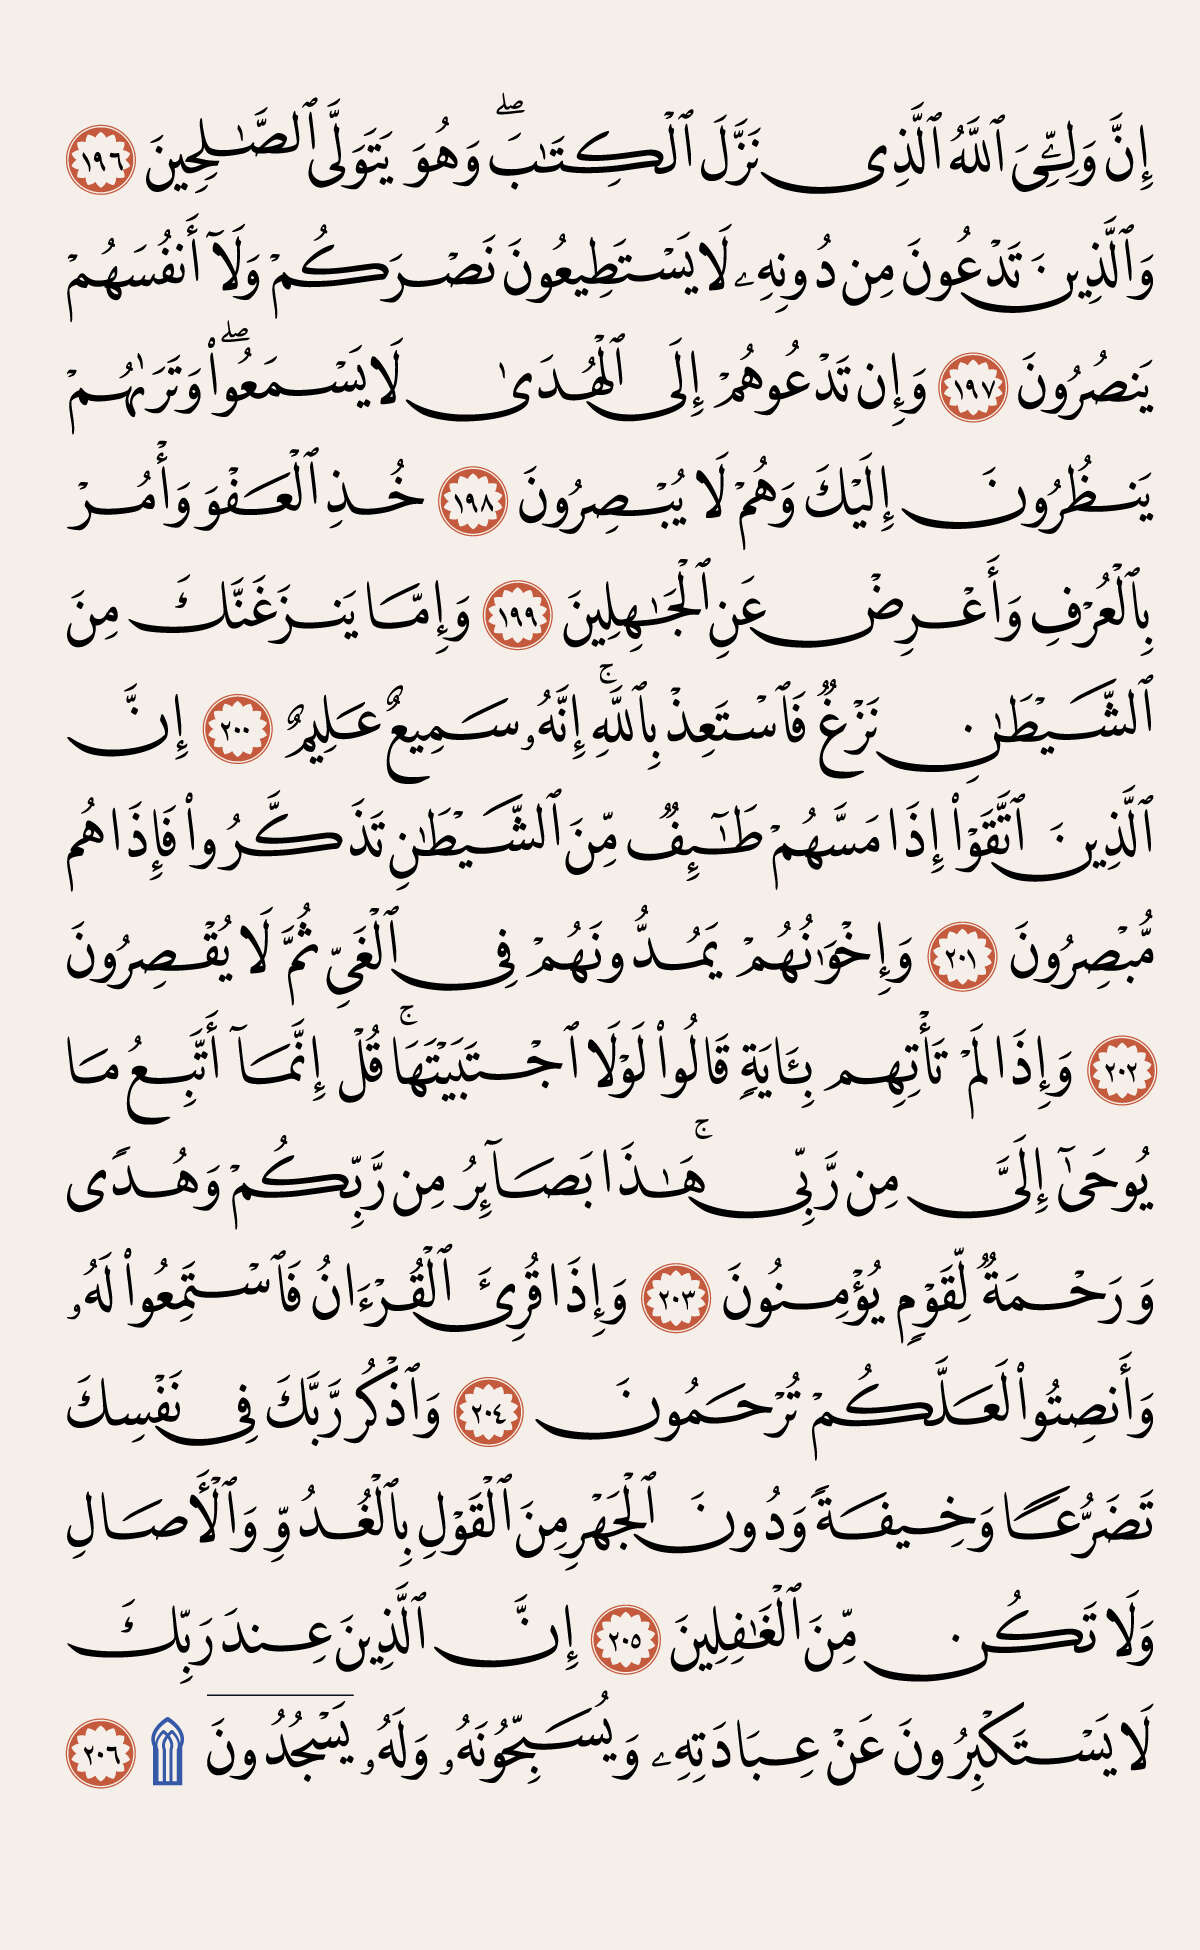 إِنَّ وَلِـِّۧيَ ٱللَّهُ ٱلَّذِى نَزَّلَ ٱلْكِتَـٰبَ ۖ وَهُوَ يَتَوَلَّى ٱلصَّـٰلِحِينَ ١٩٦
وَٱلَّذِينَ تَدْعُونَ مِن دُونِهِۦ لَا يَسْتَطِيعُونَ نَصْرَكُمْ وَلَآ أَنفُسَهُمْ
يَنصُرُونَ ١٩٧ وَإِن تَدْعُوهُمْ إِلَى ٱلْهُدَىٰ لَا يَسْمَعُوا۟ ۖ وَتَرَىٰهُمْ
يَنظُرُونَ إِلَيْكَ وَهُمْ لَا يُبْصِرُونَ ١٩٨ خُذِ ٱلْعَفْوَ وَأْمُرْ
بِٱلْعُرْفِ وَأَعْرِضْ عَنِ ٱلْجَـٰهِلِينَ ١٩٩ وَإِمَّا يَنزَغَنَّكَ مِنَ
ٱلشَّيْطَـٰنِ نَزْغٌ فَٱسْتَعِذْ بِٱللَّهِ ۚ إِنَّهُۥ سَمِيعٌ عَلِيمٌ ٢٠٠ إِنَّ
ٱلَّذِينَ ٱتَّقَوْا۟ إِذَا مَسَّهُمْ طَـٰٓئِفٌ مِّنَ ٱلشَّيْطَـٰنِ تَذَكَّرُوا۟ فَإِذَا هُم
مُّبْصِرُونَ ٢٠١ وَإِخْوَٰنُهُمْ يَمُدُّونَهُمْ فِى ٱلْغَىِّ ثُمَّ لَا يُقْصِرُونَ
٢٠٢ وَإِذَا لَمْ تَأْتِهِم بِـَٔايَةٍ قَالُوا۟ لَوْلَا ٱجْتَبَيْتَهَا ۚ قُلْ إِنَّمَآ أَتَّبِعُ مَا
يُوحَىٰٓ إِلَىَّ مِن رَّبِّى ۚ هَـٰذَا بَصَآئِرُ مِن رَّبِّكُمْ وَهُدًى
وَرَحْمَةٌ لِّقَوْمٍ يُؤْمِنُونَ ٢٠٣ وَإِذَا قُرِئَ ٱلْقُرْءَانُ فَٱسْتَمِعُوا۟ لَهُۥ
وَأَنصِتُوا۟ لَعَلَّكُمْ تُرْحَمُونَ ٢٠٤ وَٱذْكُر رَّبَّكَ فِى نَفْسِكَ
تَضَرُّعًا وَخِيفَةً وَدُونَ ٱلْجَهْرِ مِنَ ٱلْقَوْلِ بِٱلْغُدُوِّ وَٱلْـَٔاصَالِ
وَلَا تَكُن مِّنَ ٱلْغَـٰفِلِينَ ٢٠٥ إِنَّ ٱلَّذِينَ عِندَ رَبِّكَ
لَا يَسْتَكْبِرُونَ عَنْ عِبَادَتِهِۦ وَيُسَبِّحُونَهُۥ وَلَهُۥ يَسْجُدُونَ ۩ ٢٠٦